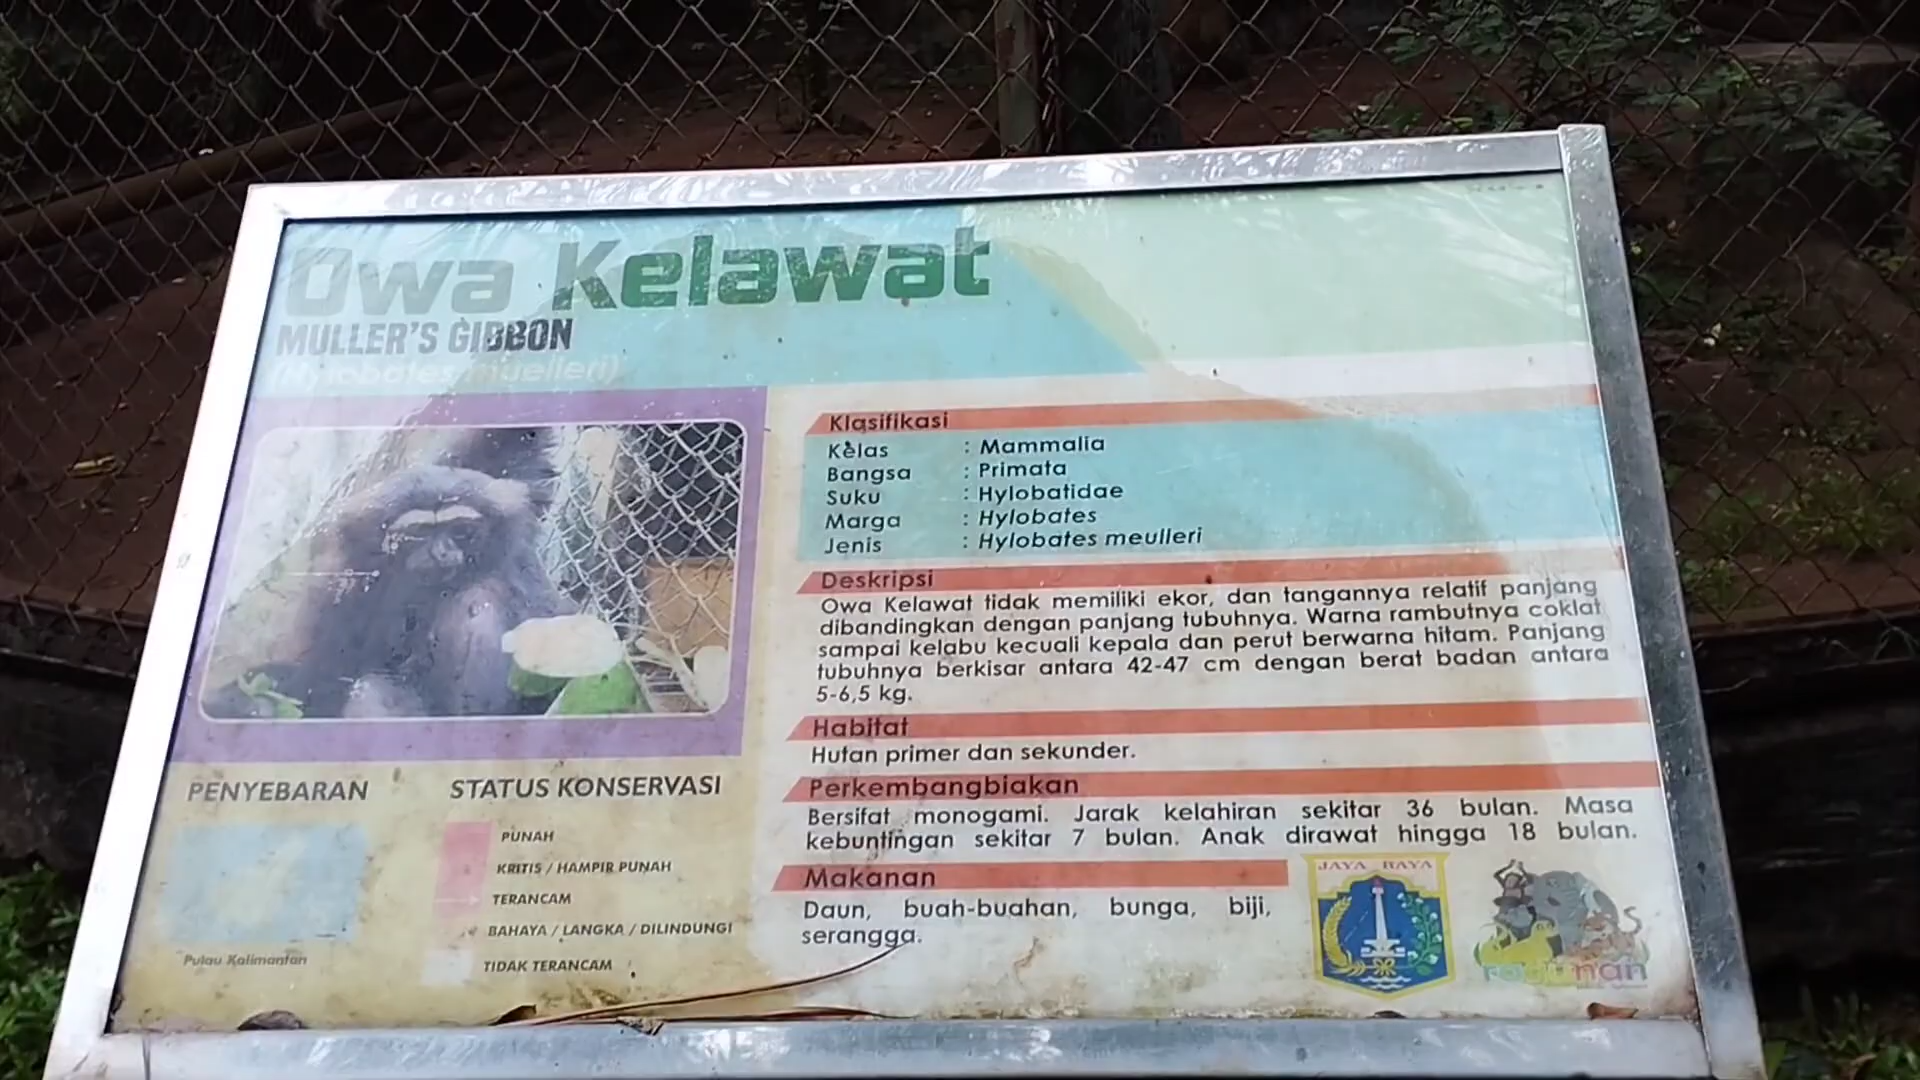 Owa Kelawat
MULLER'S GIBBON
(Hylobates muelleri)
Klasifikasi
Kelas : Mammalia
Bangsa : Primata
Suku : Hylobatidae
Marga : Hylobates
Jenis : Hylobates meulleri
Deskripsi
Owa Kelawat tidak memiliki ekor, dan tangannya relatif panjang
dibandingkan dengan panjang tubuhnya. Warna rambutnya coklat
sampai kelabu kecuali kepala dan perut berwarna hitam. Panjang
tubuhnya berkisar antara 42-47 cm dengan berat badan antara
5-6,5 kg.
Habitat
Hutan primer dan sekunder.
Perkembangbiakan
Bersifat monogami. Jarak kelahiran sekitar 36 bulan. Masa
kebuntingan sekitar 7 bulan. Anak dirawat hingga 18 bulan.
Makanan
Daun, buah-buahan, bunga, biji,
serangga.
PENYEBARAN
Pulau Kalimantan
STATUS KONSERVASI
PUNAH
KRITIS / HAMPIR PUNAH
TERANCAM
BAHAYA / LANGKA / DILINDUNGI
TIDAK TERANCAM
JAYA RAYA
ragunan